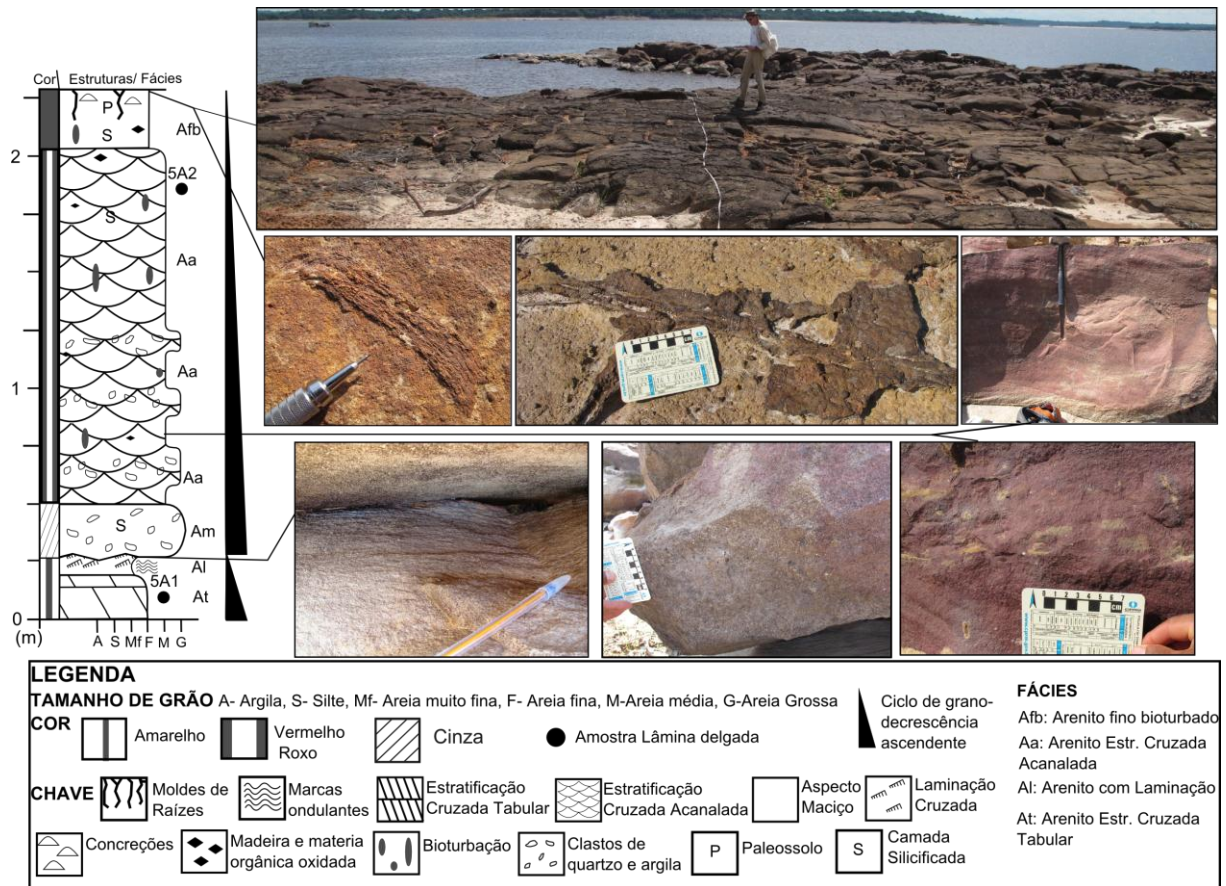 Cor Estruturas/ Fácies
P
S
Afb
2
5A2
S
Aa
Aa
1
Aa
S
Am
Al
5A1
At
0
(m)
A S Mf F M G
LEGENDA
TAMANHO DE GRÃO A- Argila, S- Silte, Mf- Areia muito fina, F- Areia fina, M-Areia média, G-Areia Grossa
COR
Amarelho
Vermelho
Roxo
Cinza
Amostra Lâmina delgada
Ciclo de grano-
decrescência
ascendente
CHAVE
Moldes de
Raízes
Marcas
ondulantes
Estratificação
Cruzada Tabular
Estratificação
Cruzada Acanalada
Aspecto
Maciço
Laminação
Cruzada
Concreções
Madeira e materia
orgânica oxidada
Bioturbação
Clastos de
quartzo e argila
P
Paleossolo
S
Camada
Silicificada
FÁCIES
Afb: Arenito fino bioturbado
Aa: Arenito Estr. Cruzada
Acanalada
Al: Arenito com Laminação
At: Arenito Estr. Cruzada
Tabular